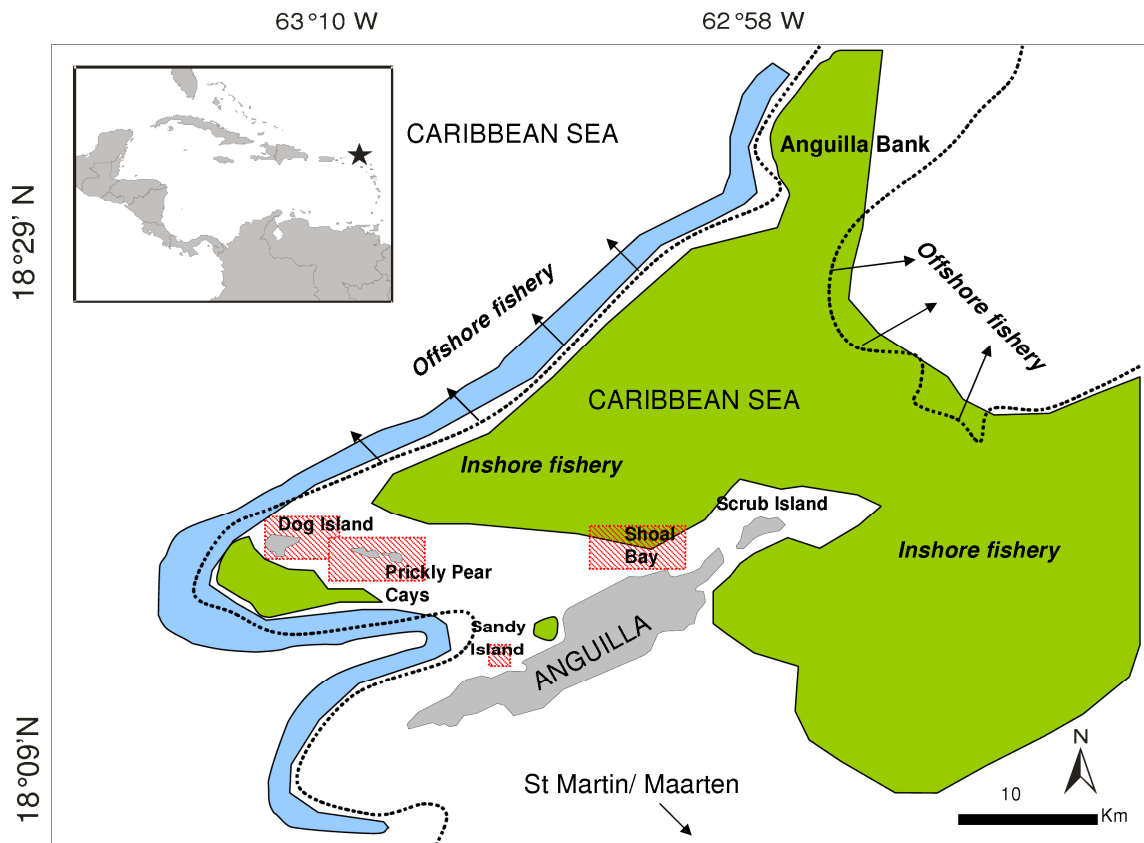 63°10 W
62°58 W
CARIBBEAN SEA
Anguilla Bank
18°29' N
Offshore fishery
Offshore fishery
CARIBBEAN SEA
Inshore fishery
Scrub Island
Dog Island
Shoal
Bay
Inshore fishery
Prickly Pear
Cays
Sandy
Island
ANGUILLA
18°09'N
N
St Martin/ Maarten
10
Km